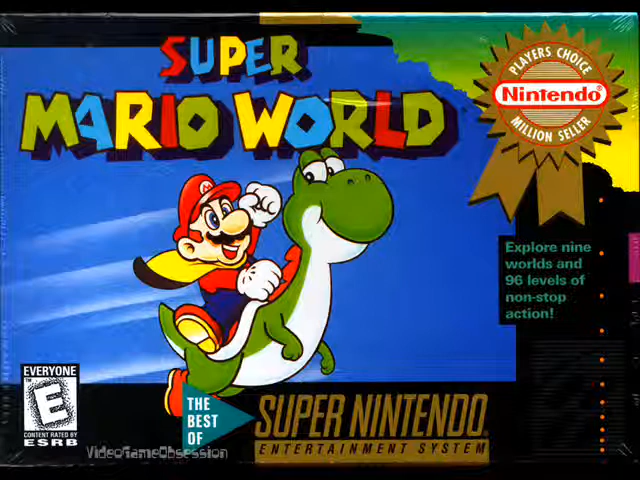 SUPER
MARIO WORLD
PLAYERS CHOICE
Nintendo
MILLION SELLER
Explore nine
worlds and
96 levels of
non-stop
action!
EVERYONE
E
CONTENT RATED BY
ESRB
THE
BEST
OF
SUPER NINTENDO
ENTERTAINMENT SYSTEM
VideoGameObsession